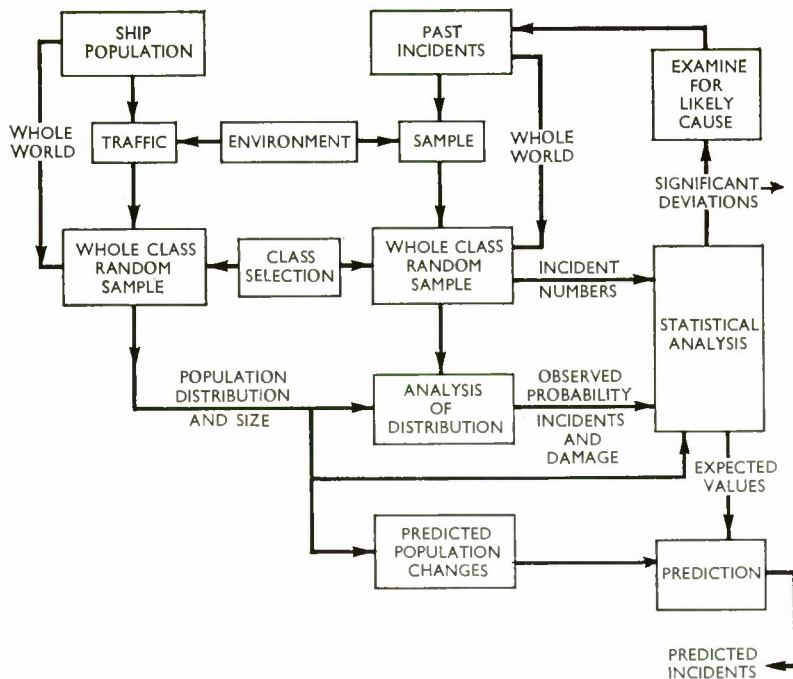 SHIP
POPULATION
PAST
INCIDENTS
EXAMINE
FOR
LIKELY
CAUSE
WHOLE
WORLD
TRAFFIC
ENVIRONMENT
SAMPLE
WHOLE
WORLD
SIGNIFICANT
DEVIATIONS
WHOLE CLASS
RANDOM
SAMPLE
CLASS
SELECTION
WHOLE CLASS
RANDOM
SAMPLE
INCIDENT
NUMBERS
STATISTICAL
ANALYSIS
POPULATION
DISTRIBUTION
AND SIZE
ANALYSIS
OF
DISTRIBUTION
OBSERVED
PROBABILITY
INCIDENTS
AND
DAMAGE
EXPECTED
VALUES
PREDICTED
POPULATION
CHANGES
PREDICTION
PREDICTED
INCIDENTS